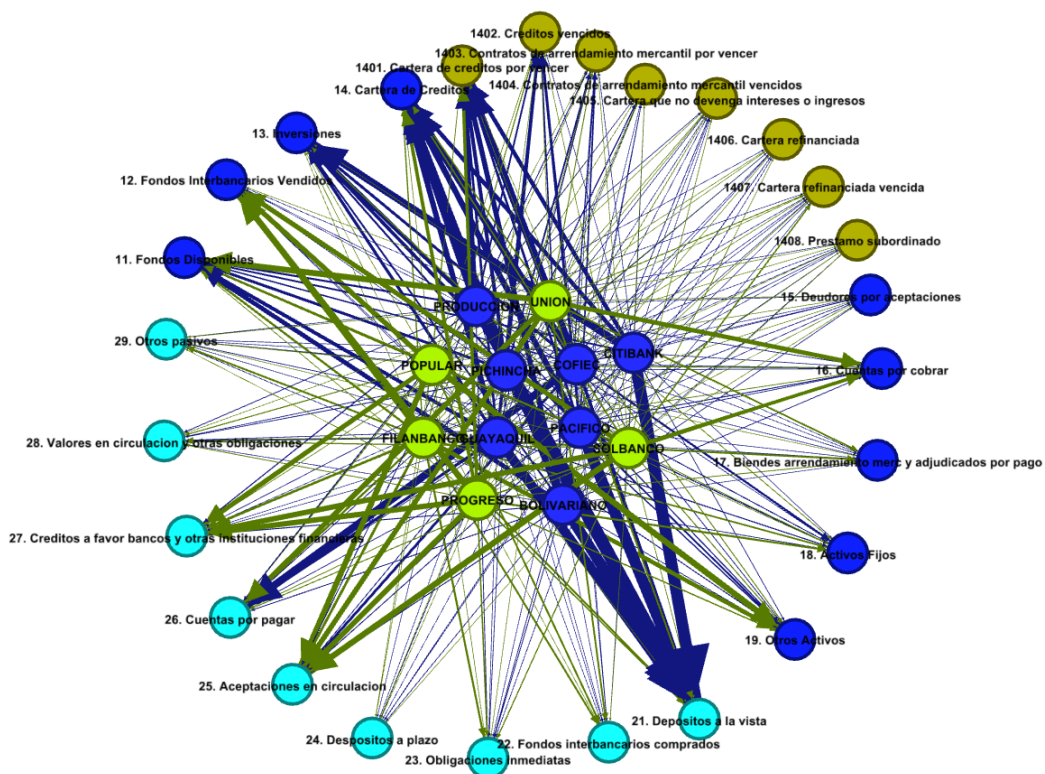 1402. Creditos vencidos
1403. Contratos de arrendamiento mercantil por vencer
1401. Cartera de creditos por vencer
1404. Contratos de arrendamiento mercantil vencidos
14. Cartera de Creditos
1405. Cartera que no devenga intereses o ingresos
13. Inversiones
1406. Cartera refinanciada
12. Fondos Interbancarios Vendidos
1407. Cartera refinanciada vencida
1408. Prestamo subordinado
11. Fondos Disponibles
15. Deudores por aceptaciones
UNION
PRODUCCION
29. Otros pasivos
CITIBANK
COFIEC
POPULAR
PICHINCHA
16. Cuentas por cobrar
PACIFICO
28. Valores en circulacion y otras obligaciones
FILANBANCO
GUAYAQUIL
SOLBANCO
17. Biendes arrendamiento merc y adjudicados por pago
PROGRESO
BOLIVARIANO
27. Creditos a favor bancos y otras instituciones financieras
18. Activos Fijos
26. Cuentas por pagar
19. Otros Activos
25. Aceptaciones en circulacion
21. Depositos a la vista
24. Despositos a plazo
22. Fondos interbancarios comprados
23. Obligaciones Inmediatas